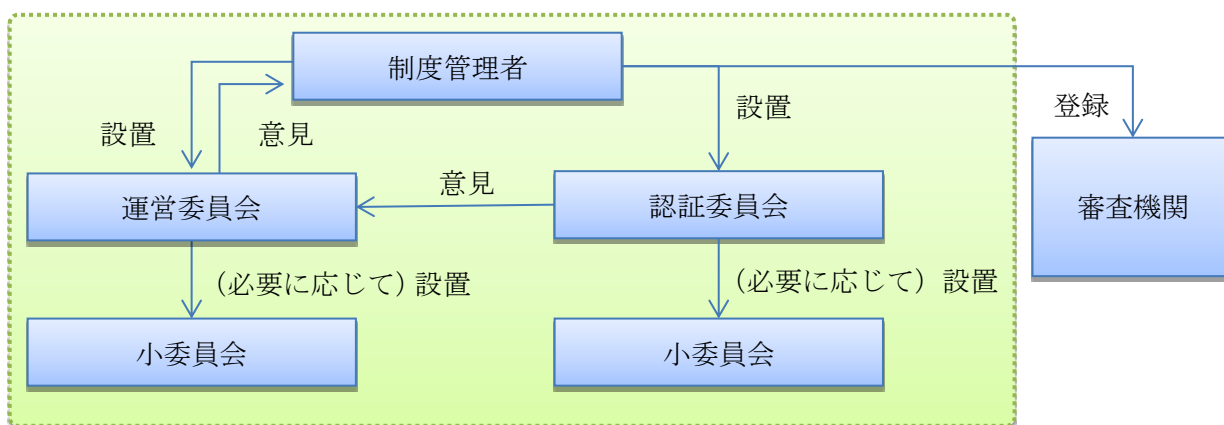 制度管理者
設置
意見
設置
登録
運営委員会
意見
認証委員会
審査機関
(必要に応じて) 設置
(必要に応じて) 設置
小委員会
小委員会